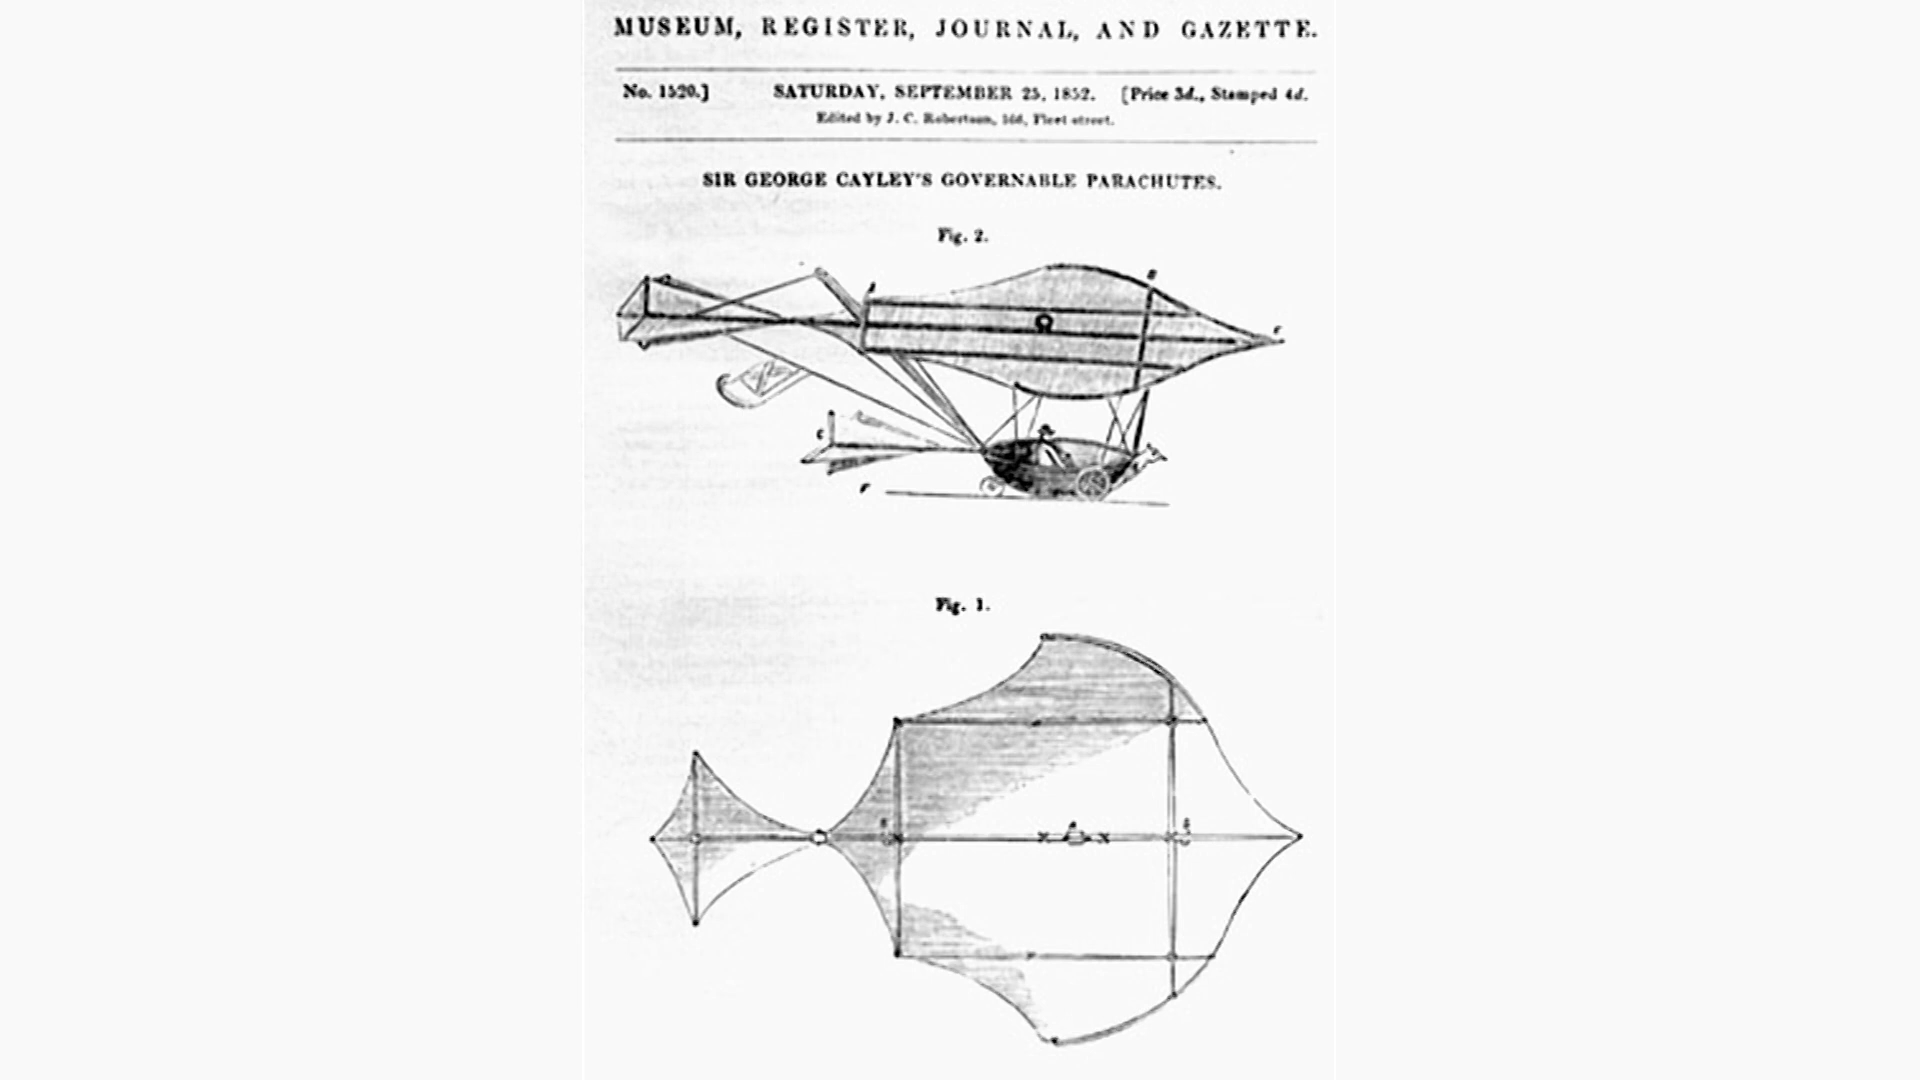 MUSEUM, REGISTER, JOURNAL, AND GAZETTE.
No. 1520.] SATURDAY, SEPTEMBER 25, 1852. [Price 3d., Stamped 4d.
Edited by J. C. Robertson, 166, Fleet-street.
SIR GEORGE CAYLEY'S GOVERNABLE PARACHUTES.
Fig. 2.
A
B
C
F
Fig. 1.